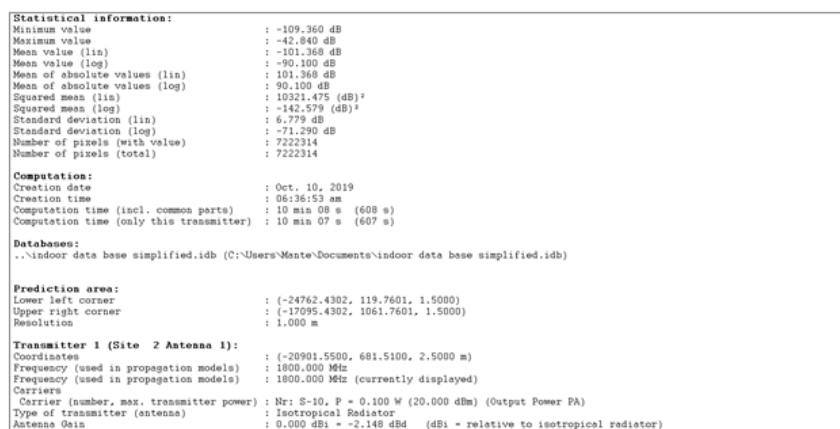 Statistical information:
Minimum value : -109.360 dB
Maximum value : -42.840 dB
Mean value (lin) : -101.368 dB
Mean value (log) : -90.100 dB
Mean of absolute values (lin) : 101.368 dB
Mean of absolute values (log) : 90.100 dB
Squared mean (lin) : 10321.475 (dB)²
Squared mean (log) : -142.579 (dB)²
Standard deviation (lin) : 6.779 dB
Standard deviation (log) : -71.290 dB
Number of pixels (with value) : 7222314
Number of pixels (total) : 7222314
Computation:
Creation date : Oct. 10, 2019
Creation time : 06:36:53 am
Computation time (incl. common parts) : 10 min 08 s (608 s)
Computation time (only this transmitter) : 10 min 07 s (607 s)
Databases:
..\indoor data base simplified.idb (C:\Users\Mante\Documents\indoor data base simplified.idb)
Prediction area:
Lower left corner : (-24762.4302, 119.7601, 1.5000)
Upper right corner : (-17095.4302, 1061.7601, 1.5000)
Resolution : 1.000 m
Transmitter 1 (Site 2 Antenna 1):
Coordinates : (-20901.5500, 681.5100, 2.5000 m)
Frequency (used in propagation models) : 1800.000 MHz
Frequency (used in propagation models) : 1800.000 MHz (currently displayed)
Carriers
Carrier (number, max. transmitter power) : Nr: S-10, P = 0.100 W (20.000 dBm) (Output Power PA)
Type of transmitter (antenna) : Isotropical Radiator
Antenna Gain : 0.000 dBi = -2.148 dBd (dBi = relative to isotropical radiator)